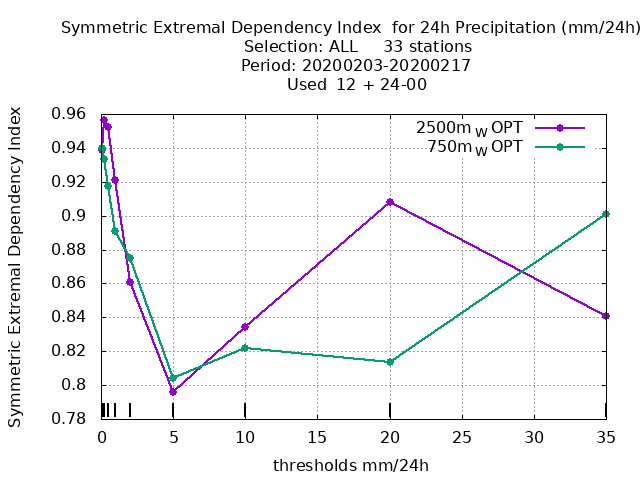 Symmetric Extremal Dependency Index  for 24h Precipitation (mm/24h)
Selection: ALL     33 stations
Period: 20200203-20200217
Used  12 + 24-00
Symmetric Extremal Dependency Index
0.96
0.94
0.92
0.9
0.88
0.86
0.84
0.82
0.8
0.78
2500m W OPT
750m W OPT
0 5 10 15 20 25 30 35
thresholds mm/24h